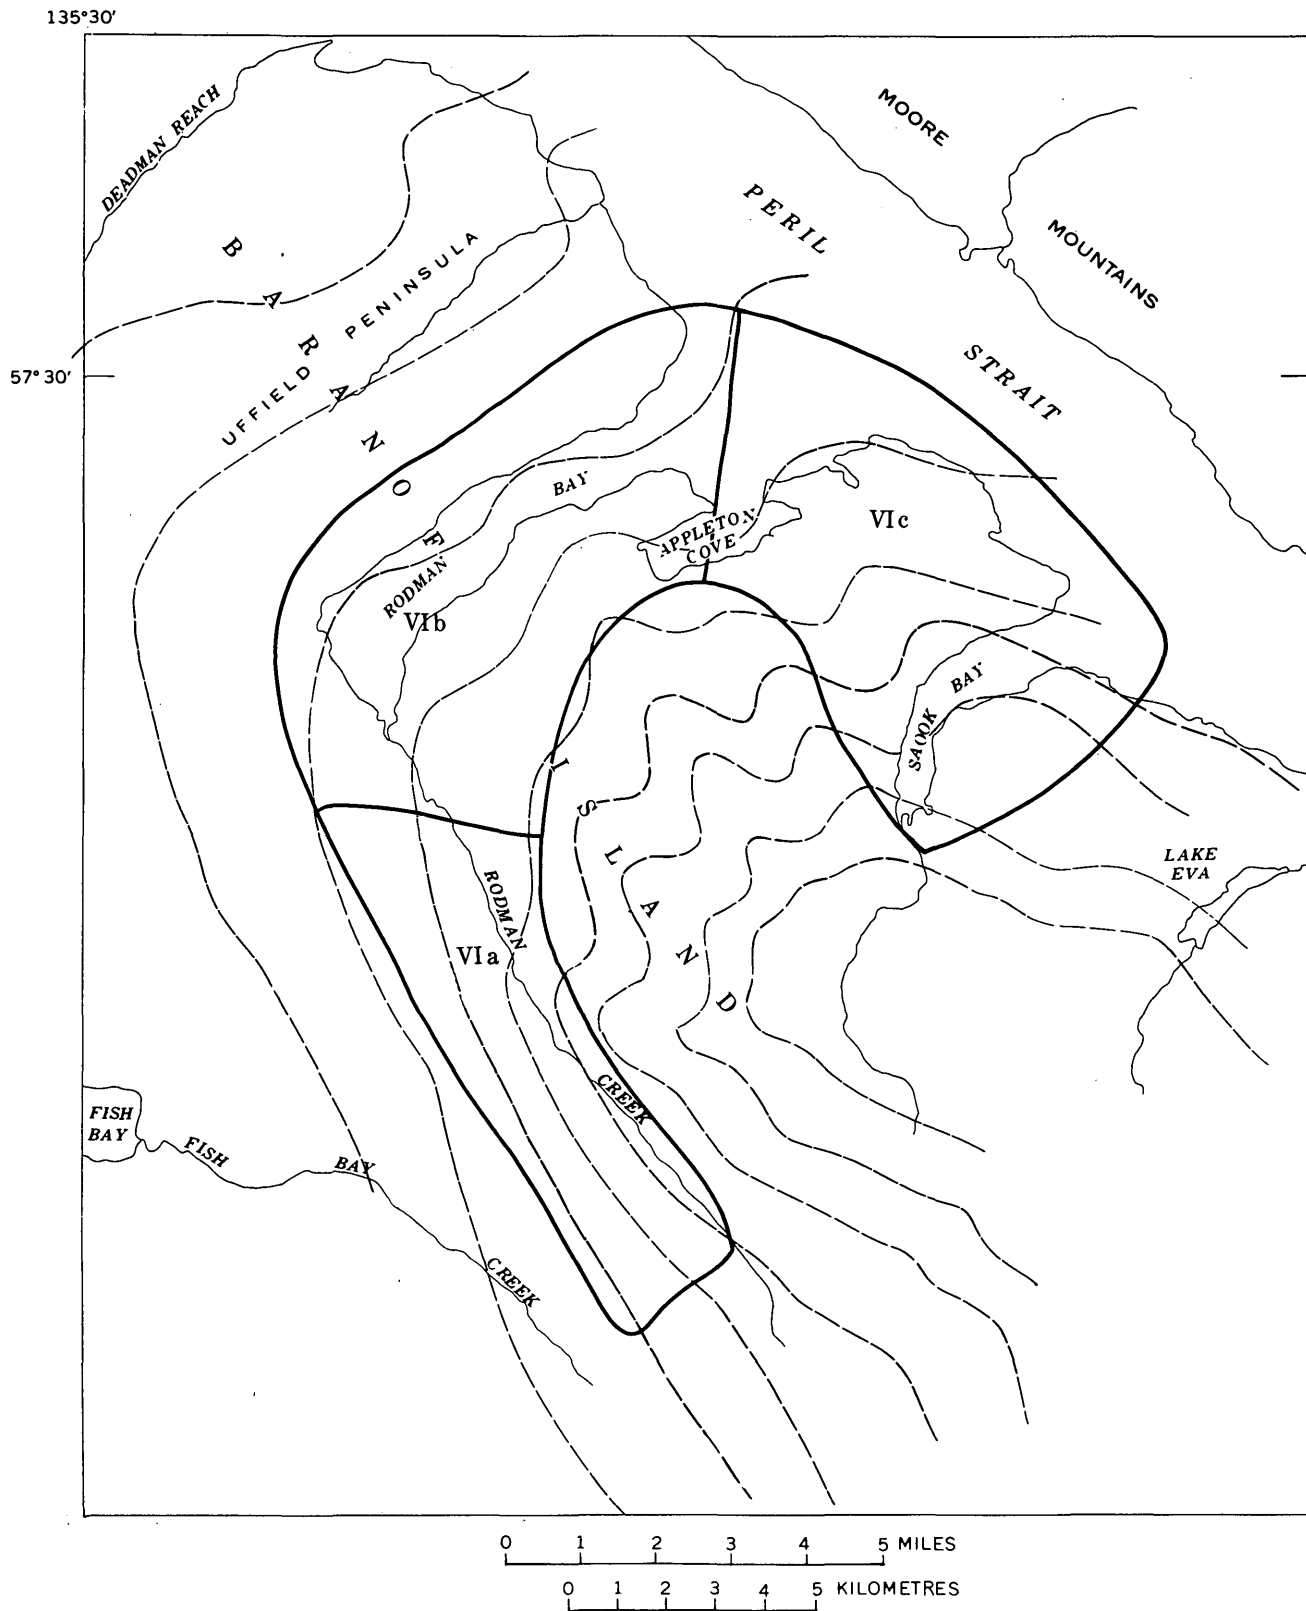 135°30'
DEADMAN REACH
MOORE
MOUNTAINS
PERIL
STRAIT
BARANOF
ISLAND
UFFIELD PENINSULA
57°30'
RODMAN
BAY
APPLETON
COVE
VIc
VIb
SAOOK
BAY
LAKE
EVA
RODMAN
CREEK
VIa
FISH
BAY
FISH
BAY
CREEK
0 1 2 3 4 5 MILES
0 1 2 3 4 5 KILOMETRES